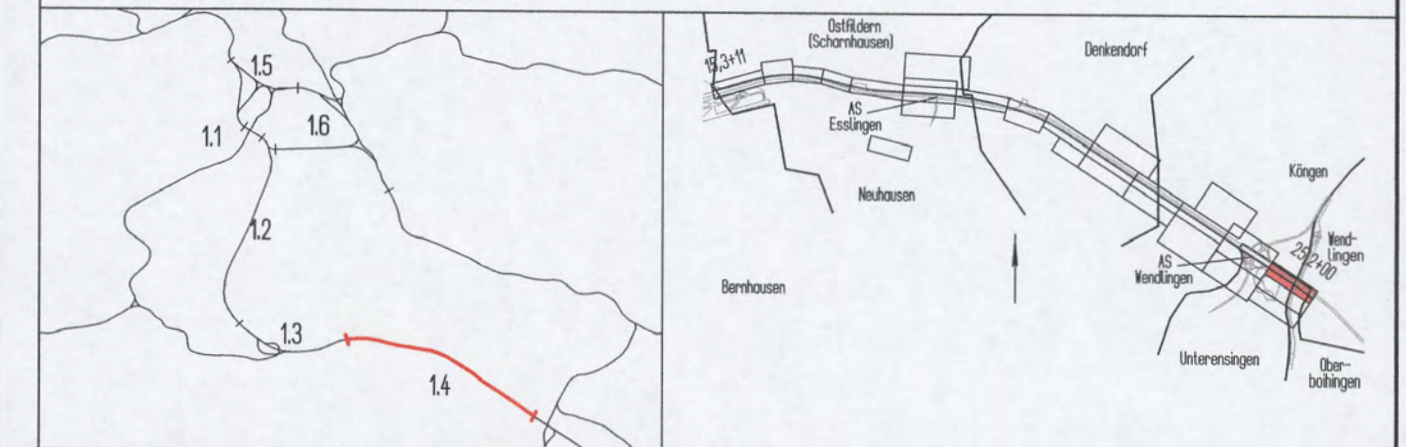 1.5
1.1
1.6
1.2
1.3
1.4
15,3+11
Ostfildern
(Scharnhausen)
Denkendorf
AS
Esslingen
Neuhausen
Bernhausen
Köngen
Wend-
lingen
25,2+00
AS
Wendlingen
Unterensingen
Ober-
boihingen